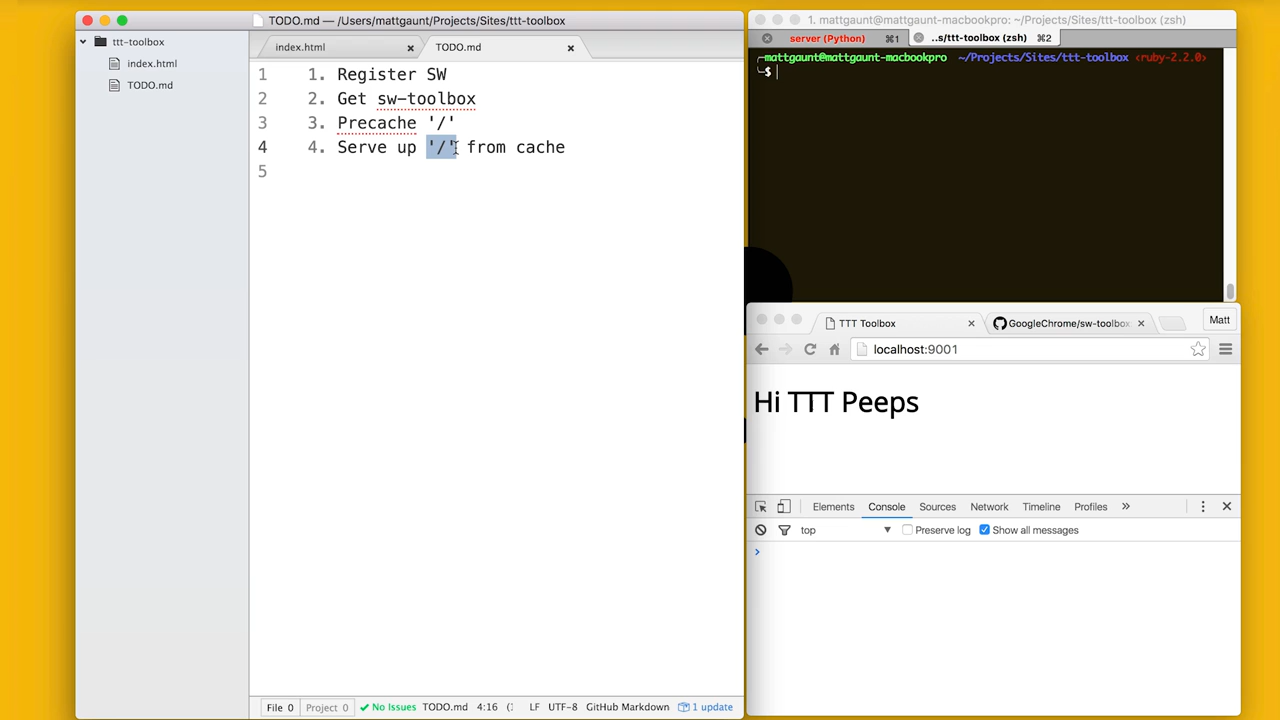 TODO.md — /Users/mattgaunt/Projects/Sites/ttt-toolbox
ttt-toolbox
index.html
TODO.md
index.html
TODO.md
1 1. Register SW
2 2. Get sw-toolbox
3 3. Precache '/'
4 4. Serve up '/' from cache
5
File 0 Project 0 No Issues TODO.md 4:16 (1 LF UTF-8 GitHub Markdown 1 update
1. mattgaunt@mattgaunt-macbookpro: ~/Projects/Sites/ttt-toolbox (zsh)
server (Python) ⌘1 ..s/ttt-toolbox (zsh) ⌘2
mattgaunt@mattgaunt-macbookpro ~/Projects/Sites/ttt-toolbox ‹ruby-2.2.0›
$
TTT Toolbox GoogleChrome/sw-toolbox Matt
localhost:9001
Hi TTT Peeps
Elements Console Sources Network Timeline Profiles »
top Preserve log Show all messages